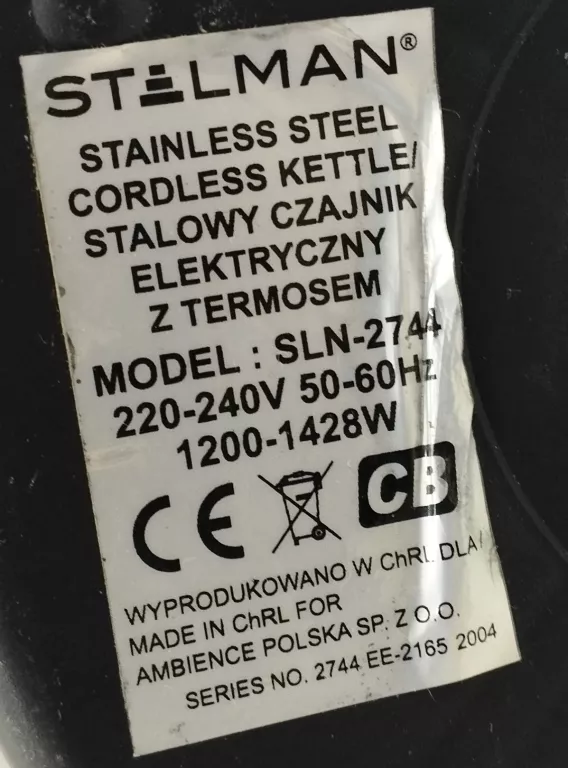 STALMAN®
STAINLESS STEEL
CORDLESS KETTLE/
STALOWY CZAJNIK
ELEKTRYCZNY
Z TERMOSEM
MODEL : SLN-2744
220-240V 50-60Hz
1200-1428W
CE CB
WYPRODUKOWANO W ChRL DLA/
MADE IN ChRL FOR
AMBIENCE POLSKA SP. Z O.O.
SERIES NO. 2744 EE-2165 2004